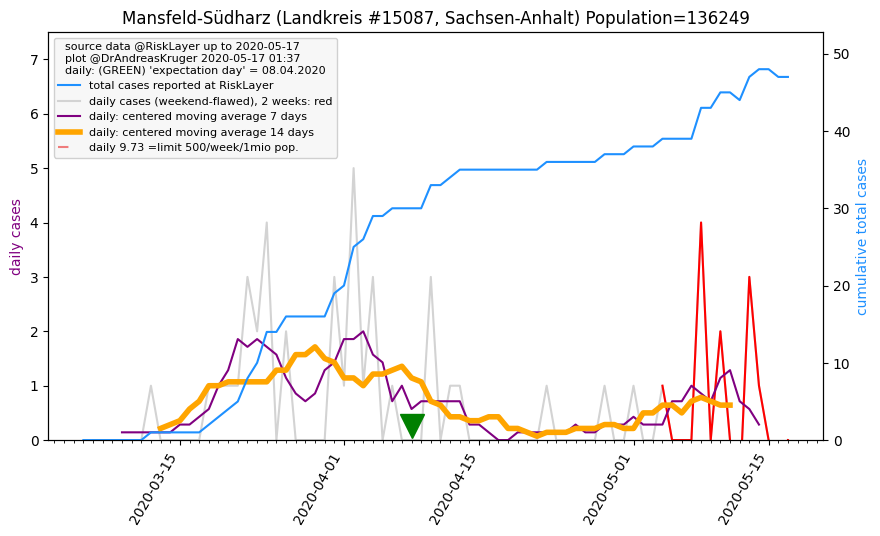 Mansfeld-Südharz (Landkreis #15087, Sachsen-Anhalt) Population=136249
source data @RiskLayer up to 2020-05-17
plot @DrAndreasKruger 2020-05-17 01:37
daily: (GREEN) 'expectation day' = 08.04.2020
total cases reported at RiskLayer
daily cases (weekend-flawed), 2 weeks: red
daily: centered moving average 7 days
daily: centered moving average 14 days
daily 9.73 =limit 500/week/1mio pop.
daily cases
7
6
5
4
3
2
1
0
cumulative total cases
50
40
30
20
10
0
2020-03-15
2020-04-01
2020-04-15
2020-05-01
2020-05-15